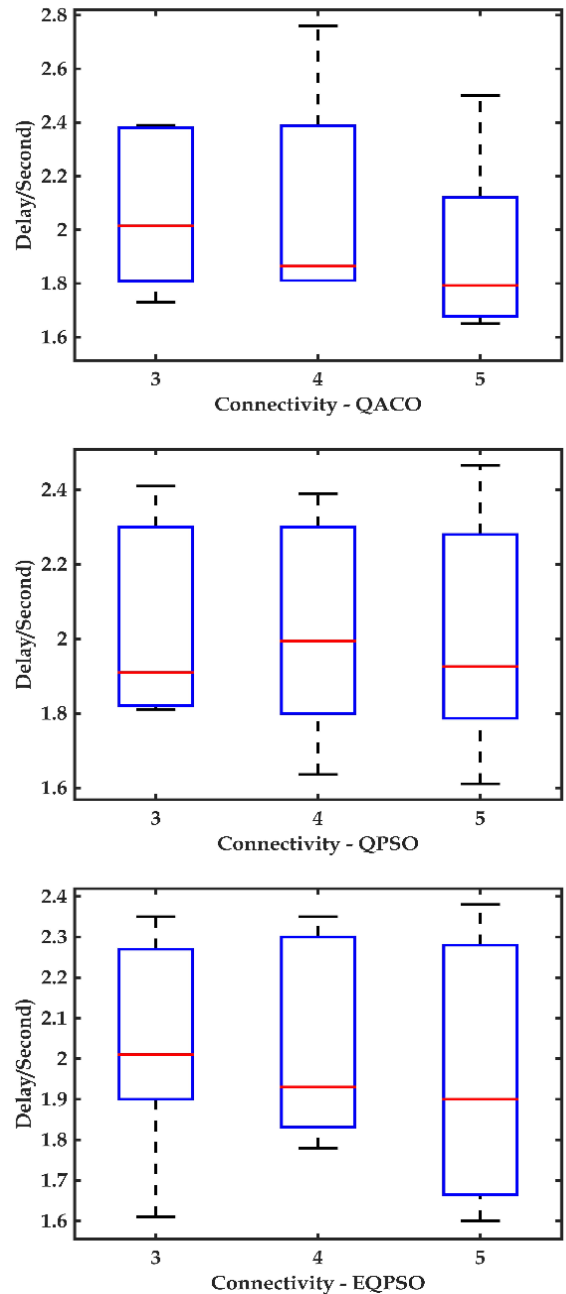 2.8
2.6
2.4
2.2
2
1.8
1.6
Delay/Second)
3 4 5
Connectivity - QACO
2.4
2.2
2
1.8
1.6
Delay/Second)
3 4 5
Connectivity - QPSO
2.4
2.3
2.2
2.1
2
1.9
1.8
1.7
1.6
Delay/Second)
3 4 5
Connectivity - EQPSO